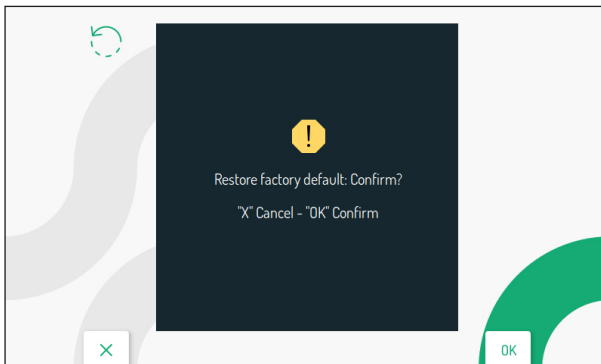 !
Restore factory default: Confirm?
"X" Cancel - "OK" Confirm
OK